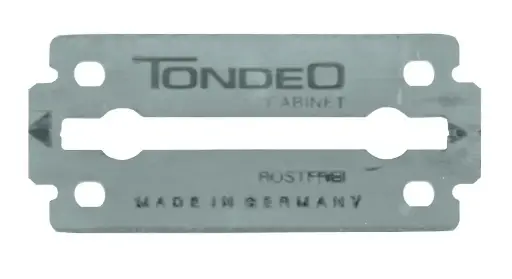 TONDEO
CABINET
ROSTFREI
MADE IN GERMANY